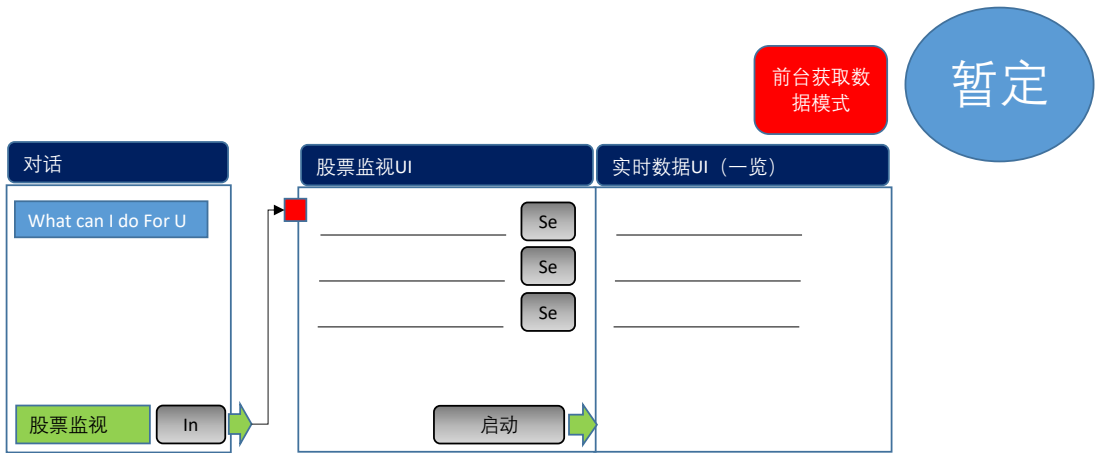 前台获取数
据模式
暂定
对话
股票监视UI
实时数据UI（一览）
What can I do For U
Se
Se
Se
股票监视
In
启动